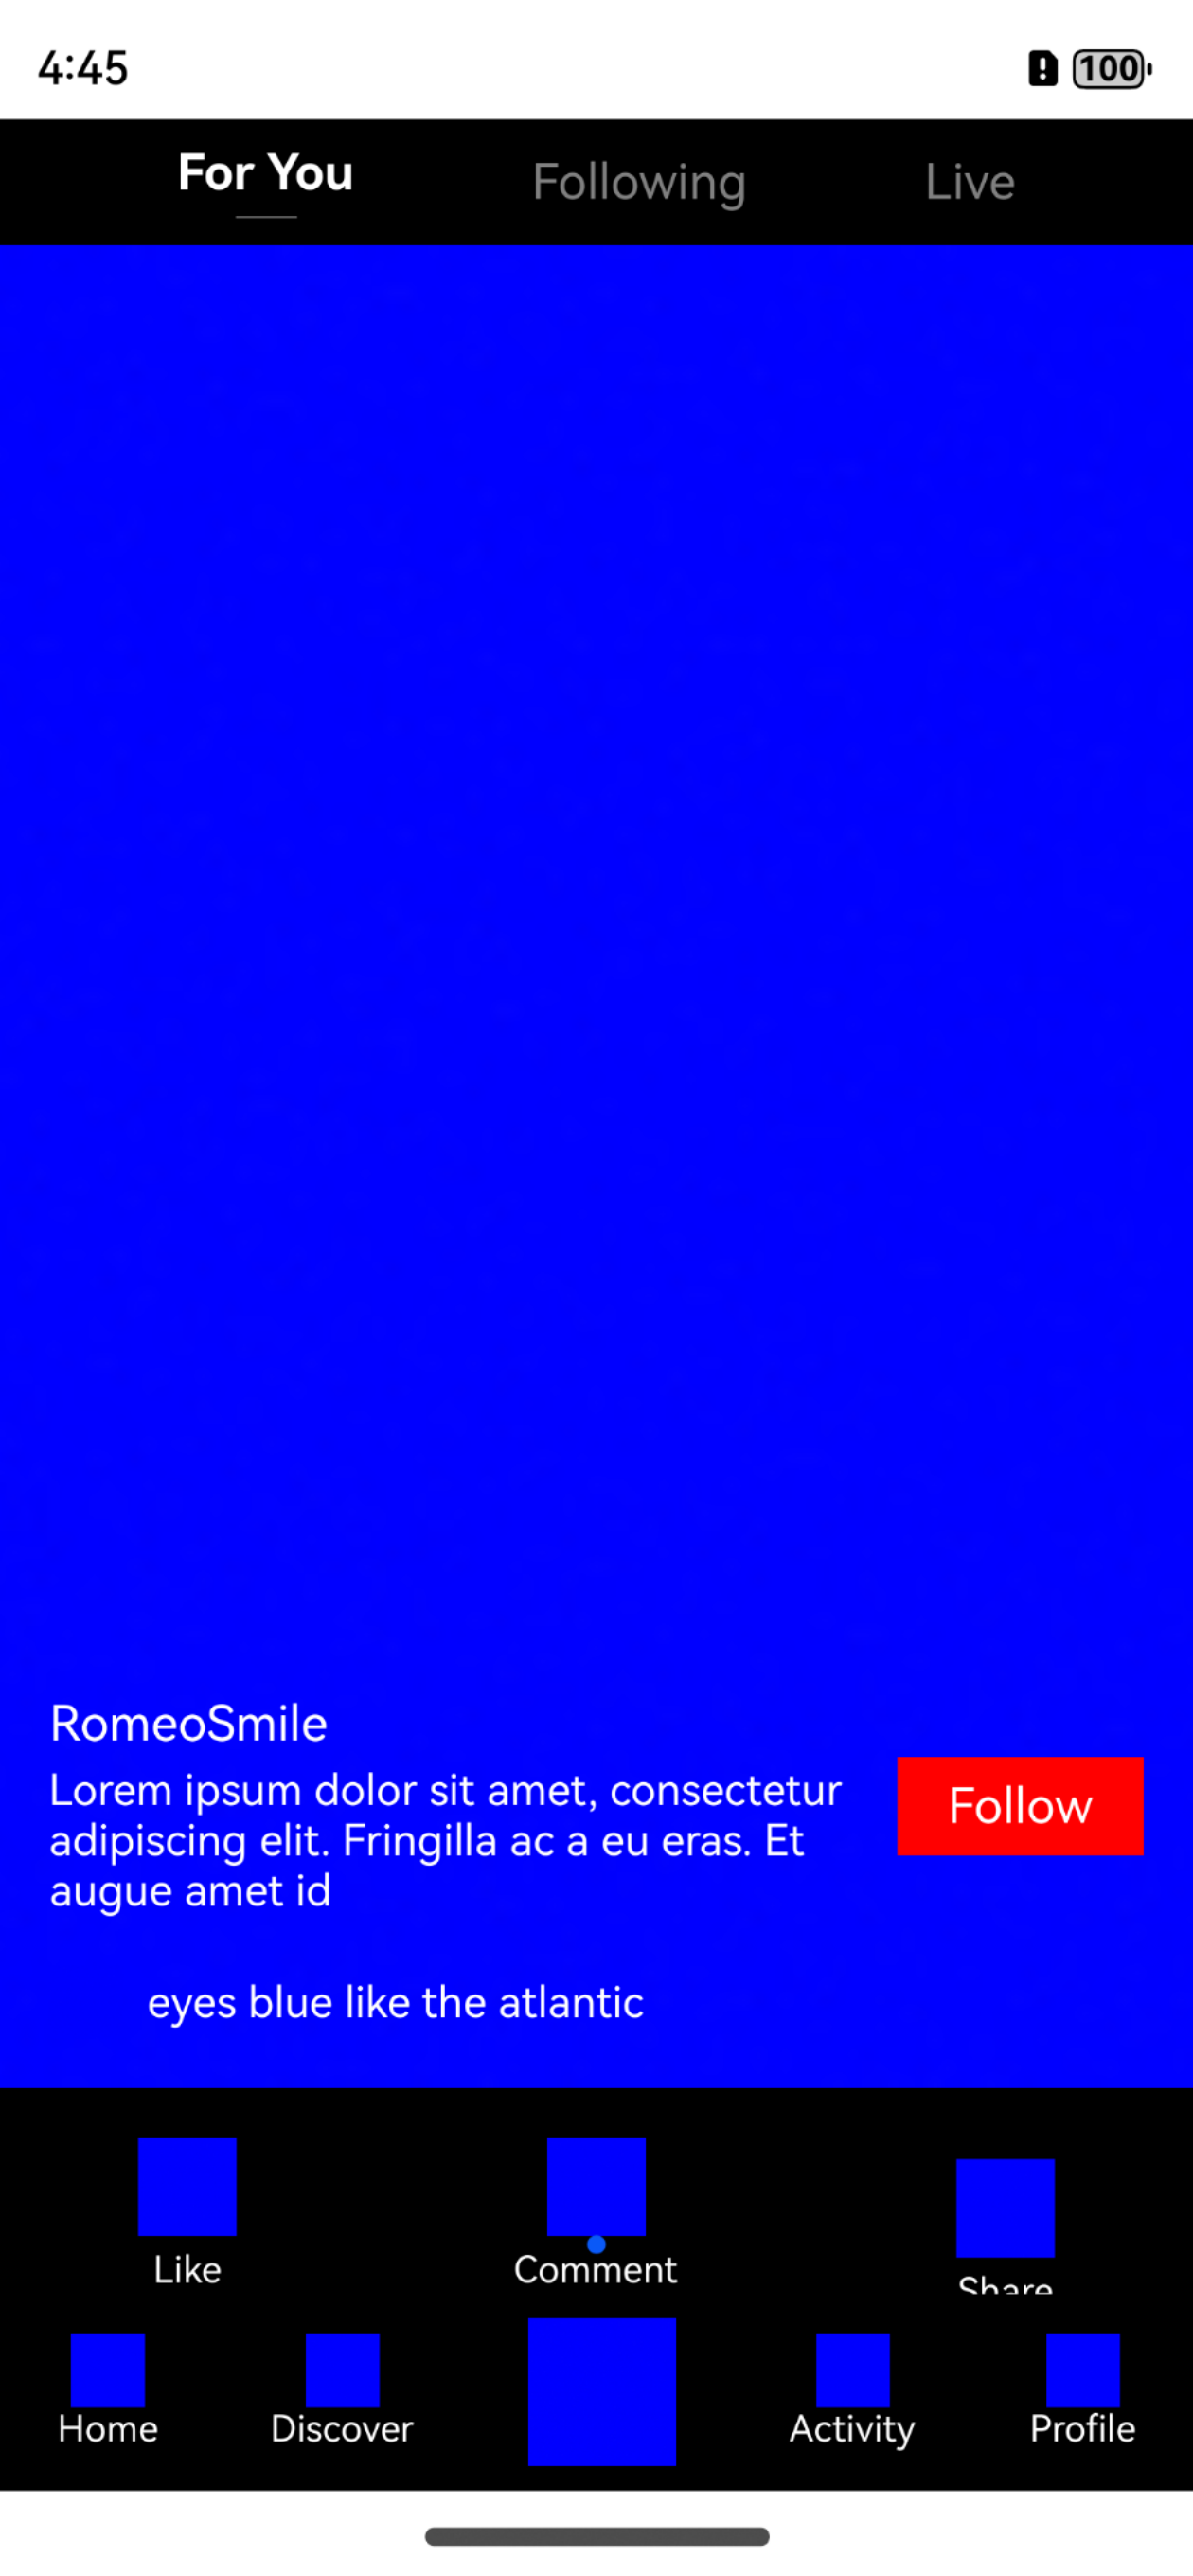 4:45
100
For You Following Live
RomeoSmile
Lorem ipsum dolor sit amet, consectetur
adipiscing elit. Fringilla ac a eu eras. Et
augue amet id
Follow
eyes blue like the atlantic
Like Comment Share
Home Discover Activity Profile